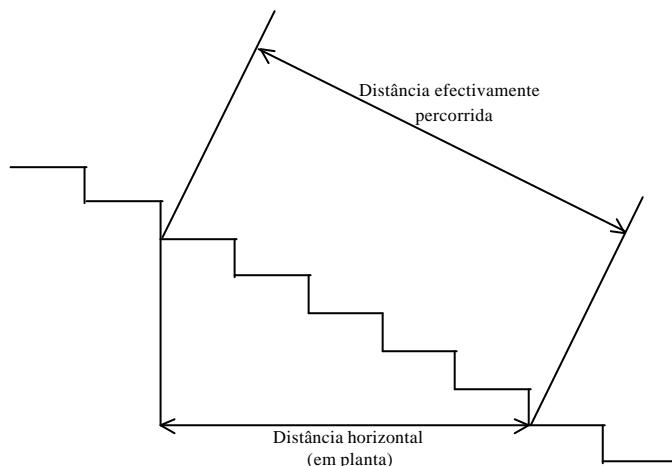 Distância efectivamente
percorrida
Distância horizontal
(em planta)